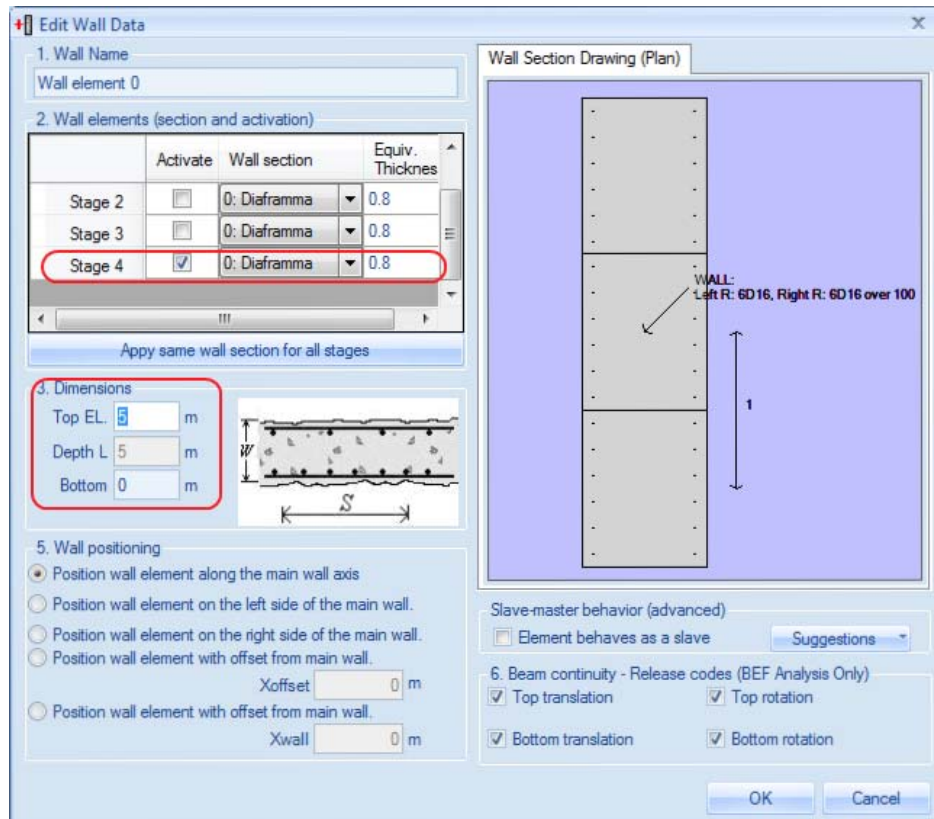 Edit Wall Data
1. Wall Name
Wall element 0
2. Wall elements (section and activation)
Activate Wall section Equiv. Thicknes
Stage 2 0: Diaframma 0.8
Stage 3 0: Diaframma 0.8
Stage 4 0: Diaframma 0.8
Appy same wall section for all stages
3. Dimensions
Top EL. 5 m
Depth L 5 m
Bottom 0 m
W
S
5. Wall positioning
Position wall element along the main wall axis
Position wall element on the left side of the main wall.
Position wall element on the right side of the main wall.
Position wall element with offset from main wall.
Xoffset 0 m
Position wall element with offset from main wall.
Xwall 0 m
Wall Section Drawing (Plan)
WALL:
Left R: 6D16, Right R: 6D16 over 100
1
Slave-master behavior (advanced)
Element behaves as a slave Suggestions
6. Beam continuity - Release codes (BEF Analysis Only)
Top translation Top rotation
Bottom translation Bottom rotation
OK Cancel